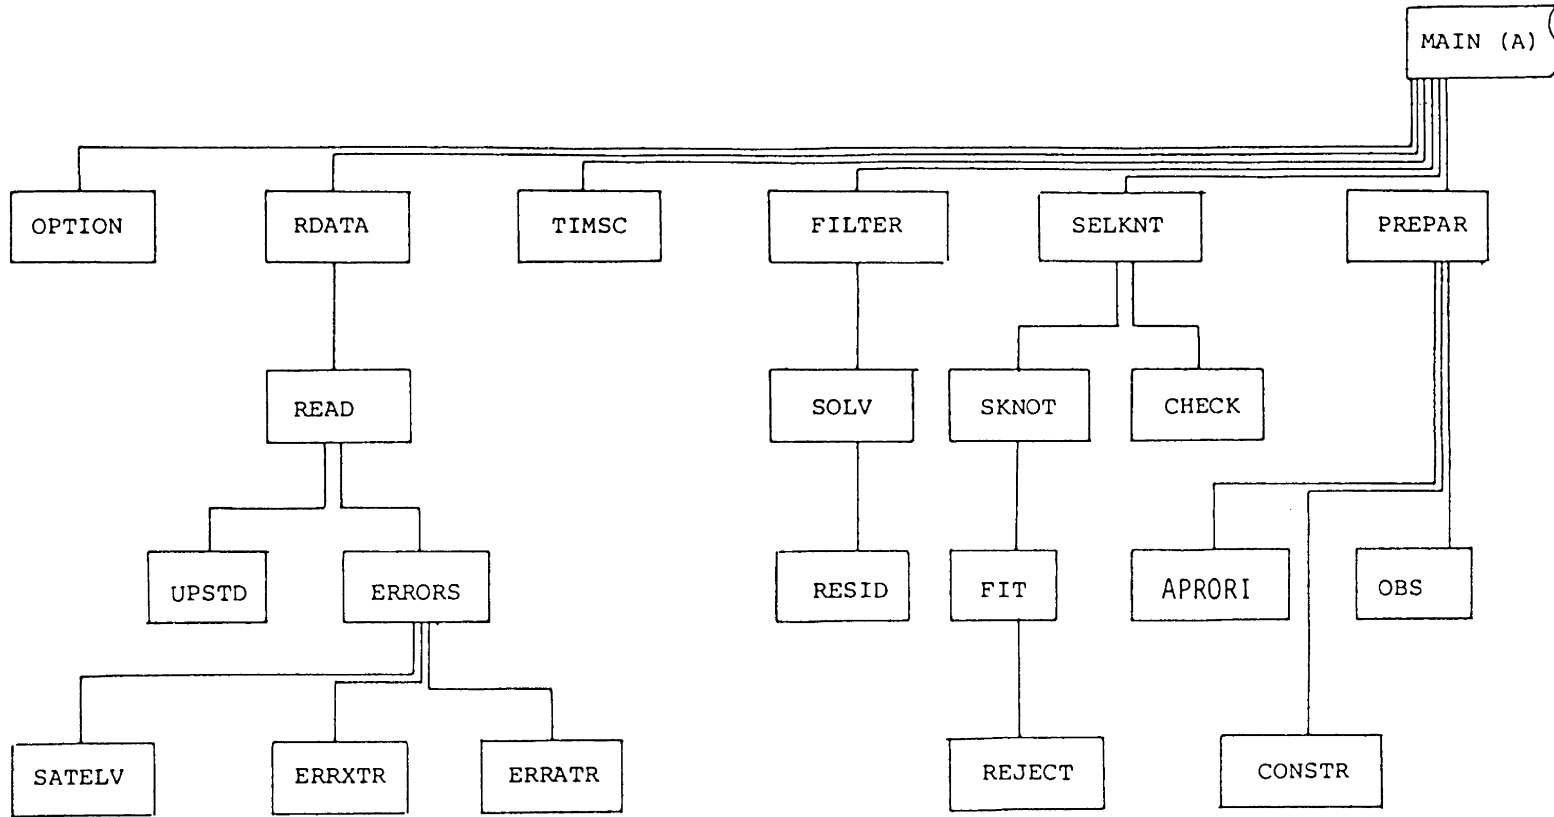 MAIN (A)
OPTION
RDATA
TIMSC
FILTER
SELKNT
PREPAR
READ
SOLV
SKNOT
CHECK
UPSTD
ERRORS
RESID
FIT
APRORI
OBS
SATELV
ERRXTR
ERRATR
REJECT
CONSTR